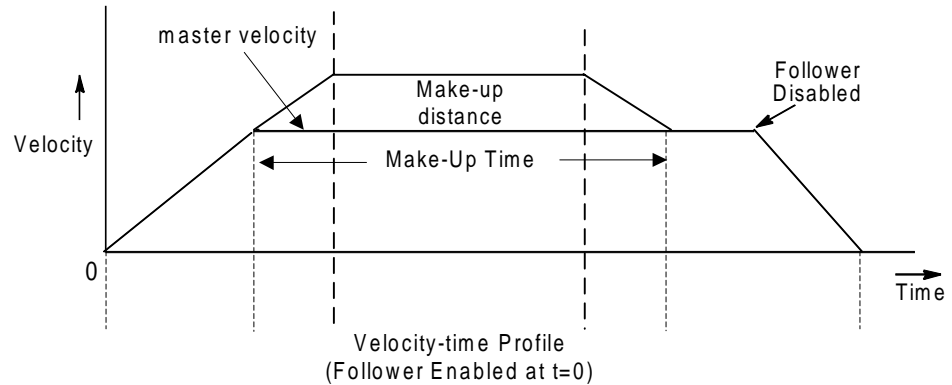 master velocity
Follower
Disabled
Make-up
distance
Velocity
Make-Up Time
0
Time
Velocity-time Profile
(Follower Enabled at t=0)